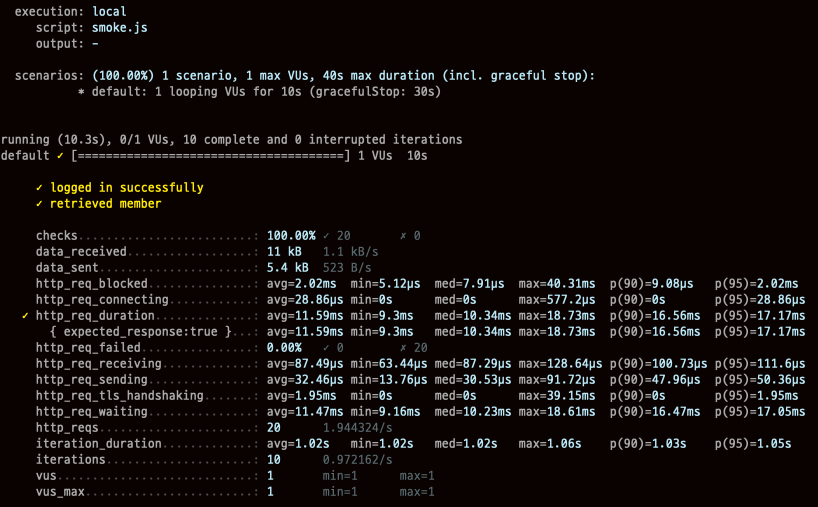 execution: local
script: smoke.js
output: -
scenarios: (100.00%) 1 scenario, 1 max VUs, 40s max duration (incl. graceful stop):
* default: 1 looping VUs for 10s (gracefulStop: 30s)
running (10.3s), 0/1 VUs, 10 complete and 0 interrupted iterations
default ✓ [======================================] 1 VUs  10s
✓ logged in successfully
✓ retrieved member
checks.........................: 100.00% ✓ 20       ✗ 0
data_received..................: 11 kB   1.1 kB/s
data_sent......................: 5.4 kB  523 B/s
http_req_blocked...............: avg=2.02ms  min=5.12µs  med=7.91µs  max=40.31ms  p(90)=9.08µs   p(95)=2.02ms
http_req_connecting............: avg=28.86µs min=0s      med=0s      max=577.2µs  p(90)=0s       p(95)=28.86µs
✓ http_req_duration..............: avg=11.59ms min=9.3ms   med=10.34ms max=18.73ms  p(90)=16.56ms  p(95)=17.17ms
{ expected_response:true }...: avg=11.59ms min=9.3ms   med=10.34ms max=18.73ms  p(90)=16.56ms  p(95)=17.17ms
http_req_failed................: 0.00%   ✓ 0        ✗ 20
http_req_receiving.............: avg=87.49µs min=63.44µs med=87.29µs max=128.64µs p(90)=100.73µs p(95)=111.6µs
http_req_sending...............: avg=32.46µs min=13.76µs med=30.53µs max=91.72µs  p(90)=47.96µs  p(95)=50.36µs
http_req_tls_handshaking.......: avg=1.95ms  min=0s      med=0s      max=39.15ms  p(90)=0s       p(95)=1.95ms
http_req_waiting...............: avg=11.47ms min=9.16ms  med=10.23ms max=18.61ms  p(90)=16.47ms  p(95)=17.05ms
http_reqs......................: 20      1.944324/s
iteration_duration.............: avg=1.02s   min=1.02s   med=1.02s   max=1.06s    p(90)=1.03s    p(95)=1.05s
iterations.....................: 10      0.972162/s
vus............................: 1       min=1      max=1
vus_max........................: 1       min=1      max=1